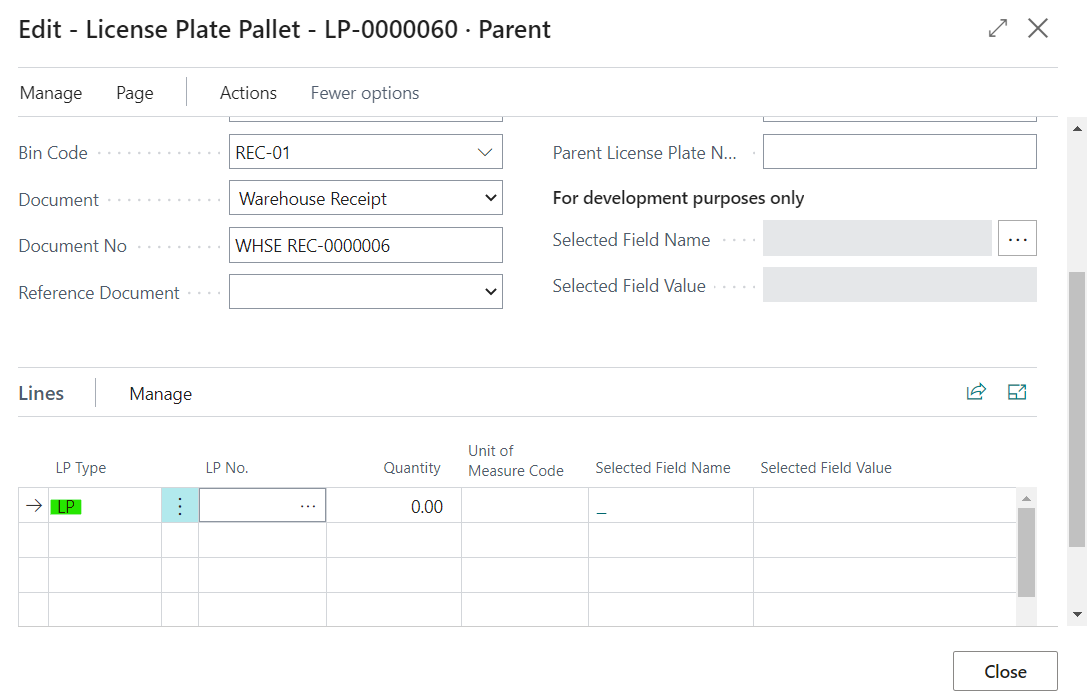 Edit - License Plate Pallet - LP-0000060 · Parent
Manage Page Actions Fewer options
Bin Code REC-01 Parent License Plate N...
Document Warehouse Receipt For development purposes only
Document No WHSE REC-0000006 Selected Field Name ...
Reference Document Selected Field Value
Lines Manage
LP Type LP No. Quantity Unit of Measure Code Selected Field Name Selected Field Value
LP ... 0.00 _
Close